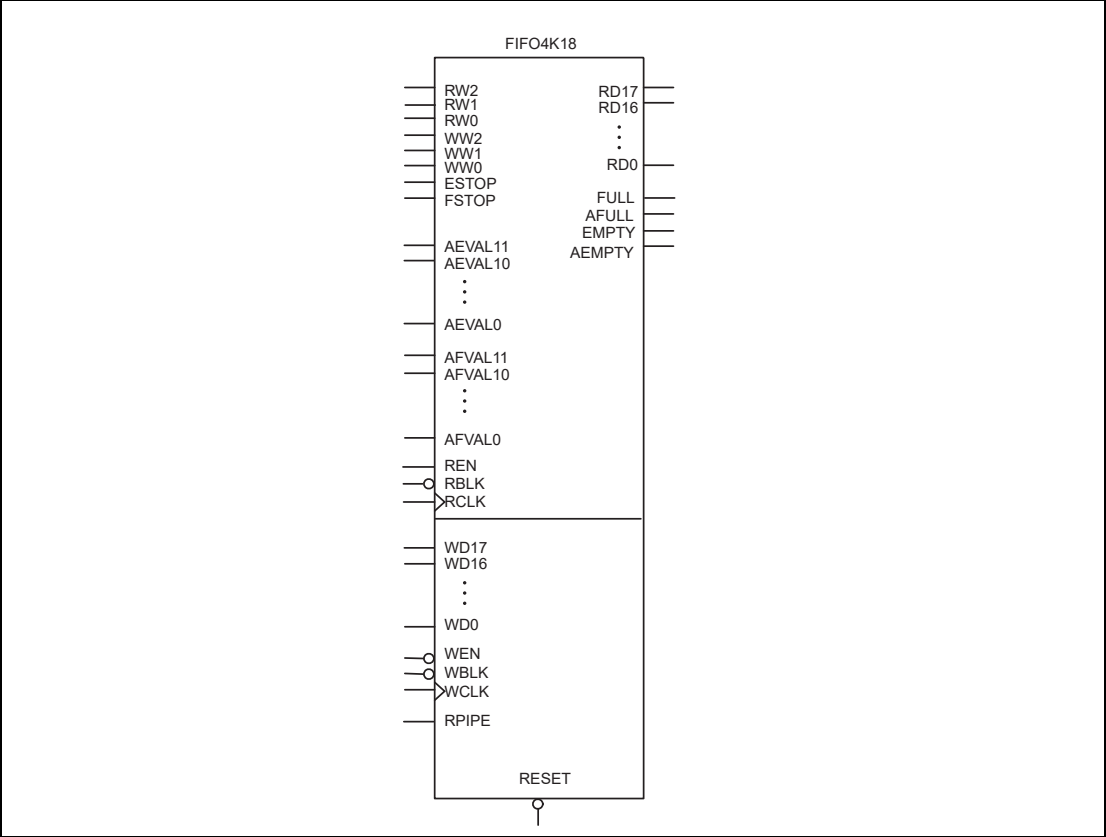 FIFO4K18
RW2
RW1
RW0
WW2
WW1
WW0
ESTOP
FSTOP
AEVAL11
AEVAL10
AEVAL0
AFVAL11
AFVAL10
AFVAL0
REN
RBLK
RCLK
RD17
RD16
RD0
FULL
AFULL
EMPTY
AEMPTY
WD17
WD16
WD0
WEN
WBLK
WCLK
RPIPE
RESET